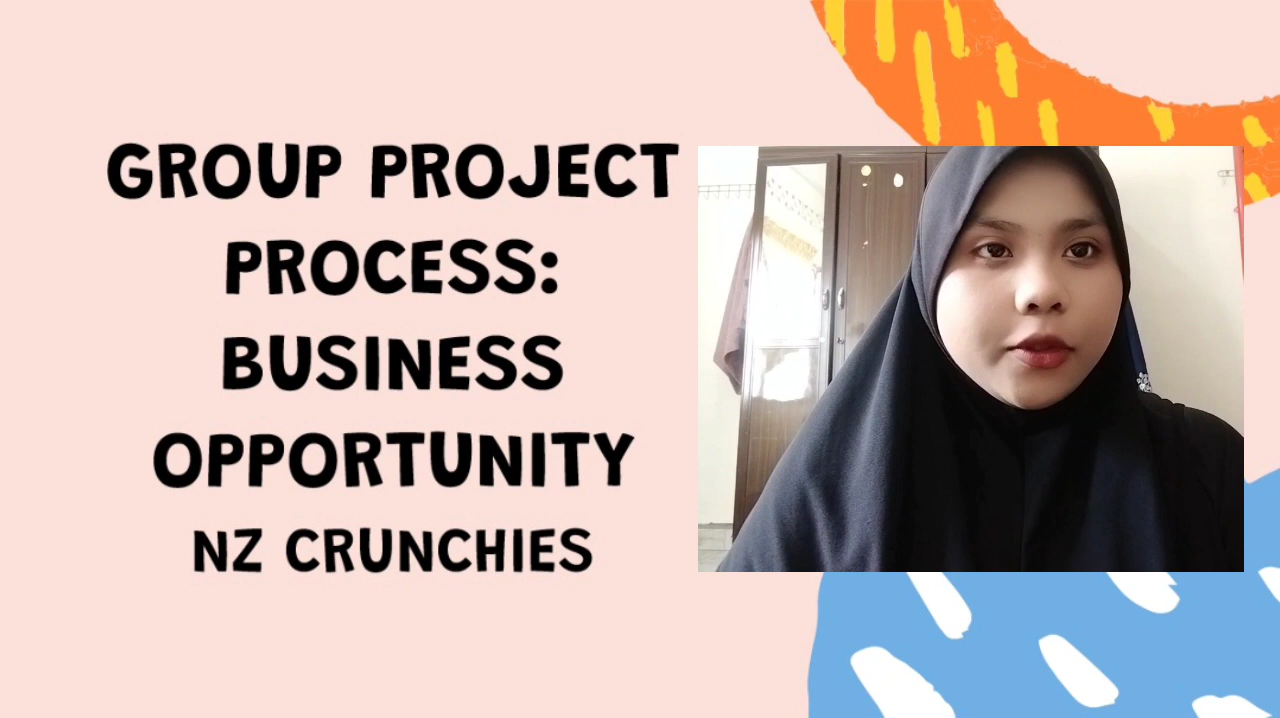 GROUP PROJECT
PROCESS:
BUSINESS
OPPORTUNITY
NZ CRUNCHIES